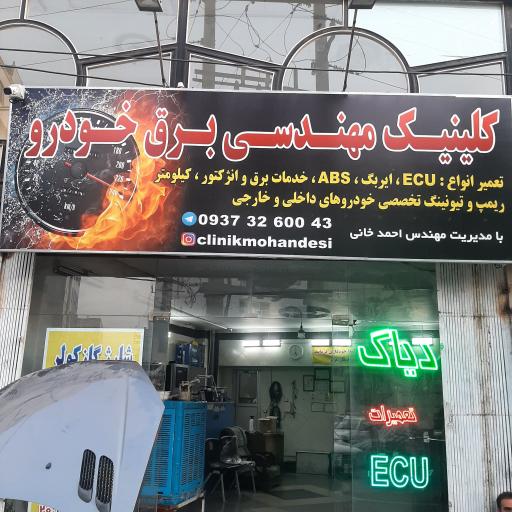 کلینیک مهندسی برق خودرو
تعمیر انواع : ECU ، ایربگ ، ABS ، خدمات برق و انژکتور ، کیلومتر
ریمپ و تیونینگ تخصصی خودروهای داخلی و خارجی
0937 32 600 43
clinikmohandesi
با مدیریت مهندس احمد خانی
دیاگ
تعمیرات
ECU